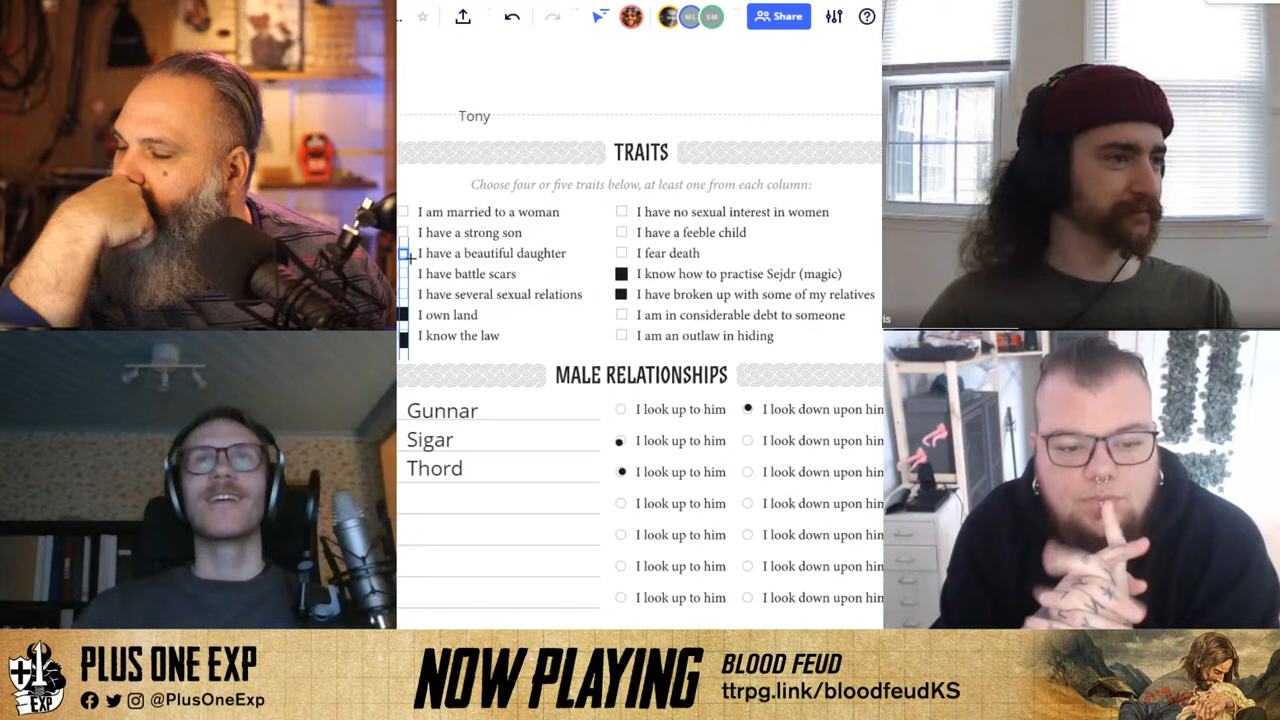 Share
ML
SM
Tony
TRAITS
Choose four or five traits below, at least one from each column:
I am married to a woman
I have a strong son
I have a beautiful daughter
I have battle scars
I have several sexual relations
I own land
I know the law
I have no sexual interest in women
I have a feeble child
I fear death
I know how to practise Sejdr (magic)
I have broken up with some of my relatives
I am in considerable debt to someone
I am an outlaw in hiding
MALE RELATIONSHIPS
Gunnar
I look up to him
I look down upon him
Sigar
I look up to him
I look down upon him
Thord
I look up to him
I look down upon him
I look up to him
I look down upon him
I look up to him
I look down upon him
I look up to him
I look down upon him
I look up to him
I look down upon him
ris
EXP
PLUS ONE EXP
@PlusOneExp
NOW PLAYING
BLOOD FEUD
ttrpg.link/bloodfeudKS